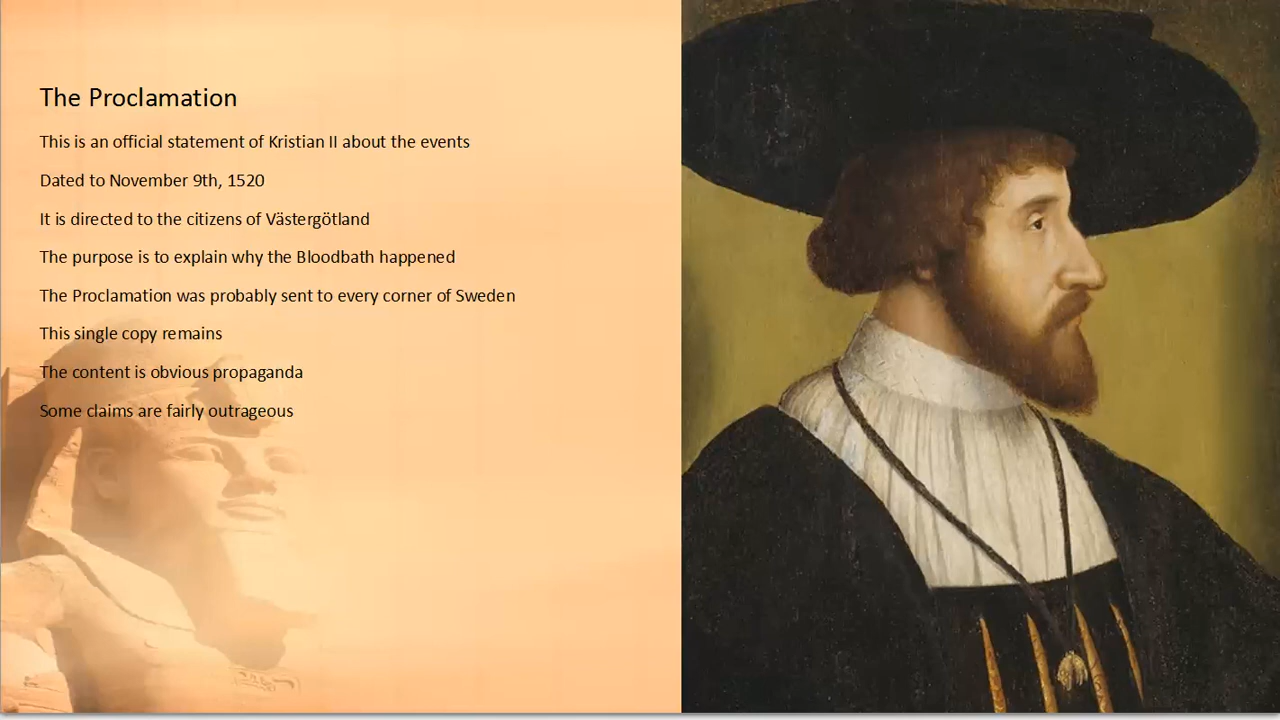 The Proclamation
This is an official statement of Kristian II about the events
Dated to November 9th, 1520
It is directed to the citizens of Västergötland
The purpose is to explain why the Bloodbath happened
The Proclamation was probably sent to every corner of Sweden
This single copy remains
The content is obvious propaganda
Some claims are fairly outrageous